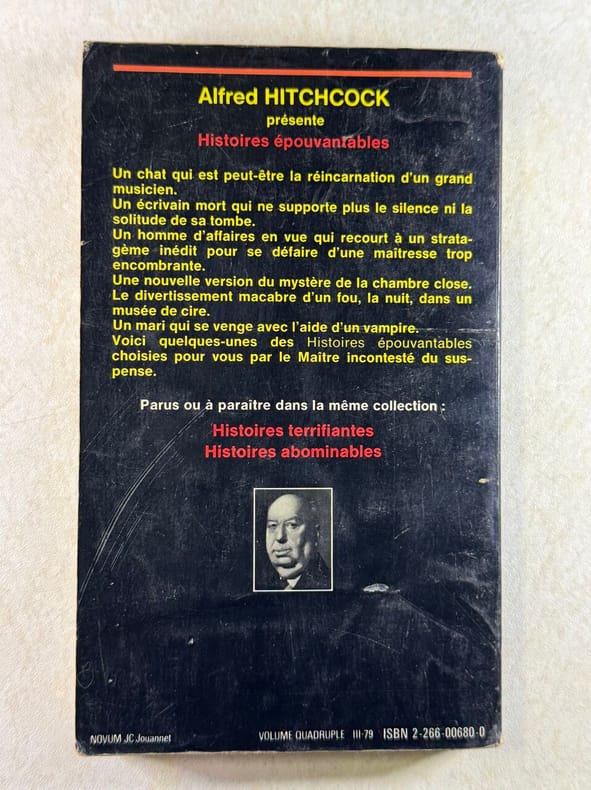 Alfred HITCHCOCK
présente
Histoires épouvantables
Un chat qui est peut-être la réincarnation d'un grand
musicien.
Un écrivain mort qui ne supporte plus le silence ni la
solitude de sa tombe.
Un homme d'affaires en vue qui recourt à un strata-
gème inédit pour se défaire d'une maîtresse trop
encombrante.
Une nouvelle version du mystère de la chambre close.
Le divertissement macabre d'un fou, la nuit, dans un
musée de cire.
Un mari qui se venge avec l'aide d'un vampire.
Voici quelques-unes des Histoires épouvantables
choisies pour vous par le Maître incontesté du sus-
pense.
Parus ou à paraître dans la même collection :
Histoires terrifiantes
Histoires abominables
NOVUM JC Jouannet
VOLUME QUADRUPLE III-79 ISBN 2-266-00680-0